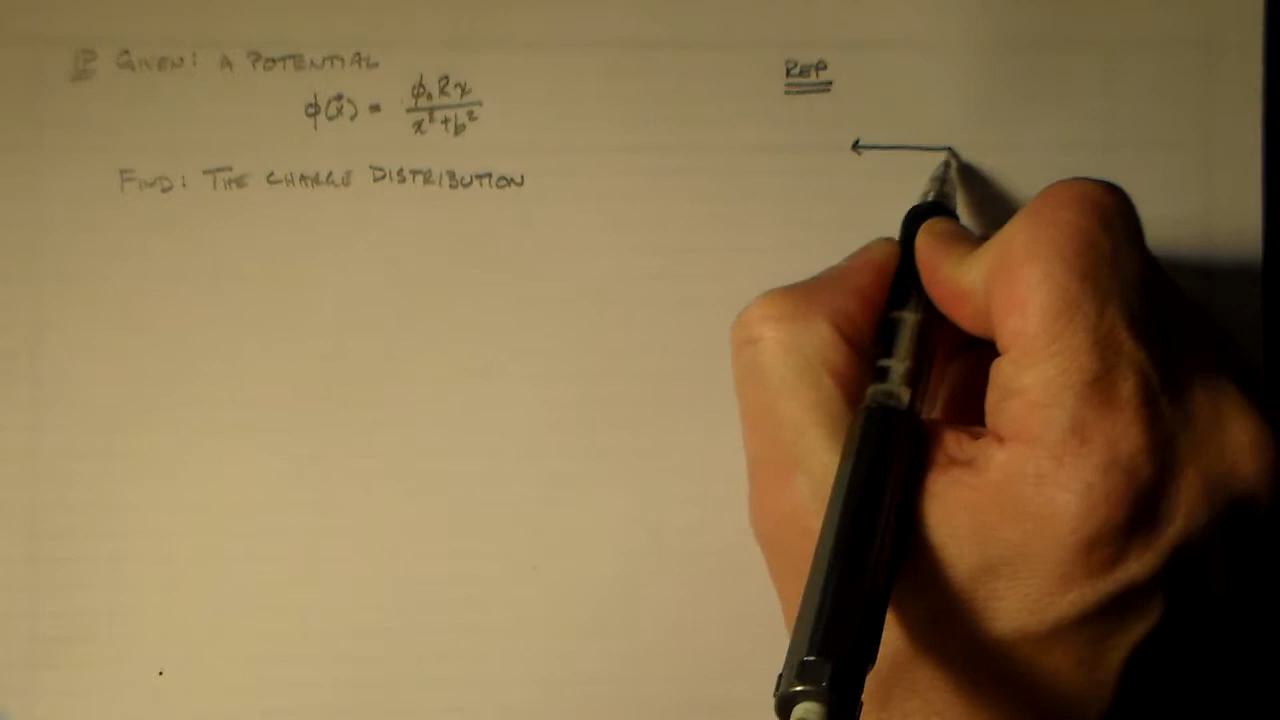 P GIVEN: A POTENTIAL
φ(x⃗) = φ₀Rx / x²+b²
FIND: THE CHARGE DISTRIBUTION
REP